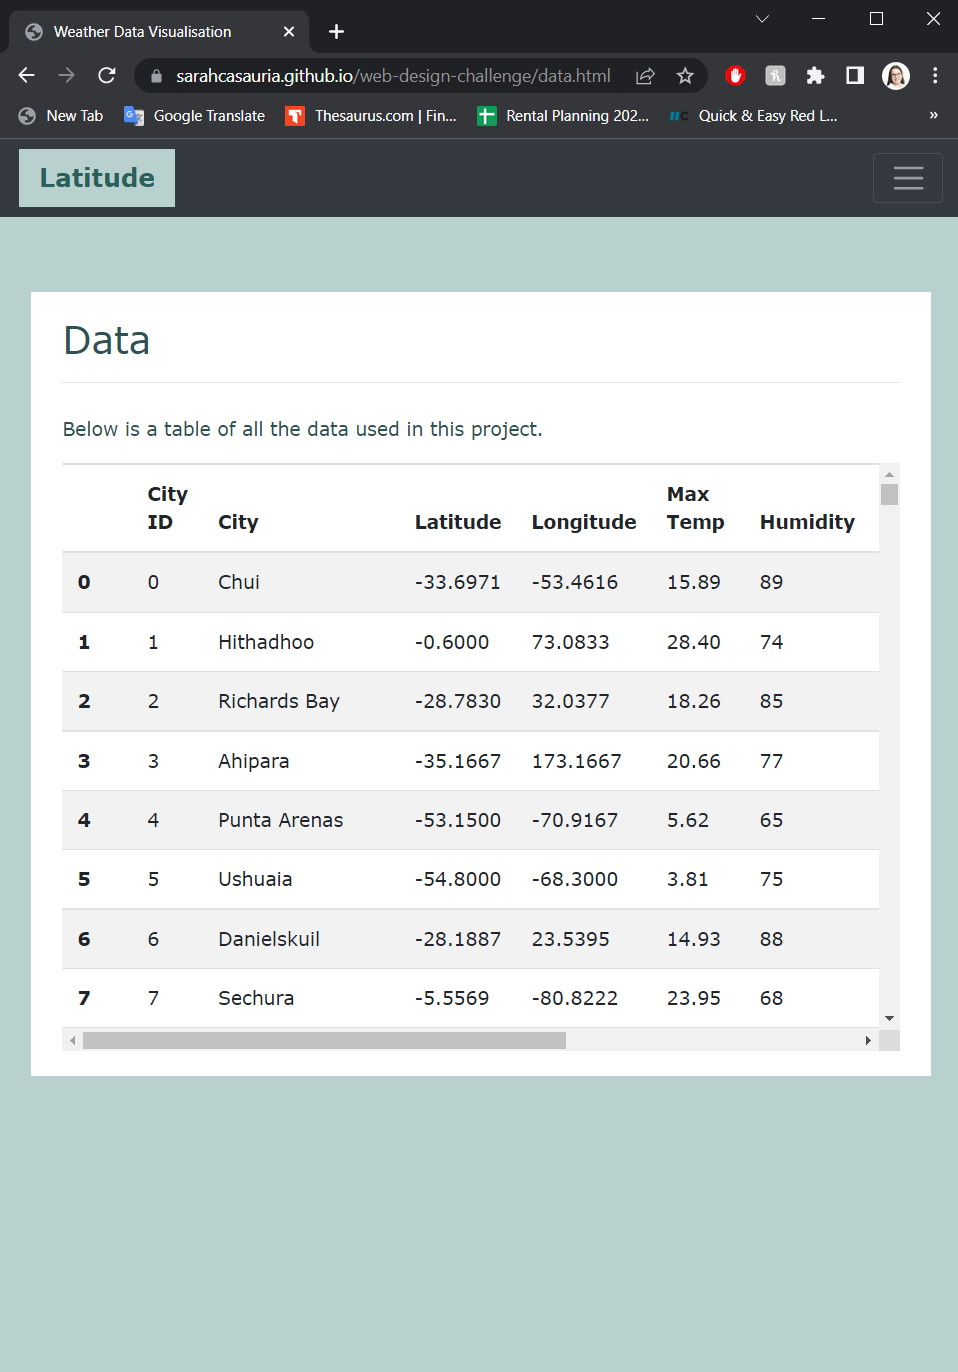 Weather Data Visualisation
sarahcasauria.github.io/web-design-challenge/data.html
New Tab Google Translate Thesaurus.com | Fin... Rental Planning 202... Quick & Easy Red L... »
Latitude
Data
Below is a table of all the data used in this project.
City ID City Latitude Longitude Max Temp Humidity
0 0 Chui -33.6971 -53.4616 15.89 89
1 1 Hithadhoo -0.6000 73.0833 28.40 74
2 2 Richards Bay -28.7830 32.0377 18.26 85
3 3 Ahipara -35.1667 173.1667 20.66 77
4 4 Punta Arenas -53.1500 -70.9167 5.62 65
5 5 Ushuaia -54.8000 -68.3000 3.81 75
6 6 Danielskuil -28.1887 23.5395 14.93 88
7 7 Sechura -5.5569 -80.8222 23.95 68